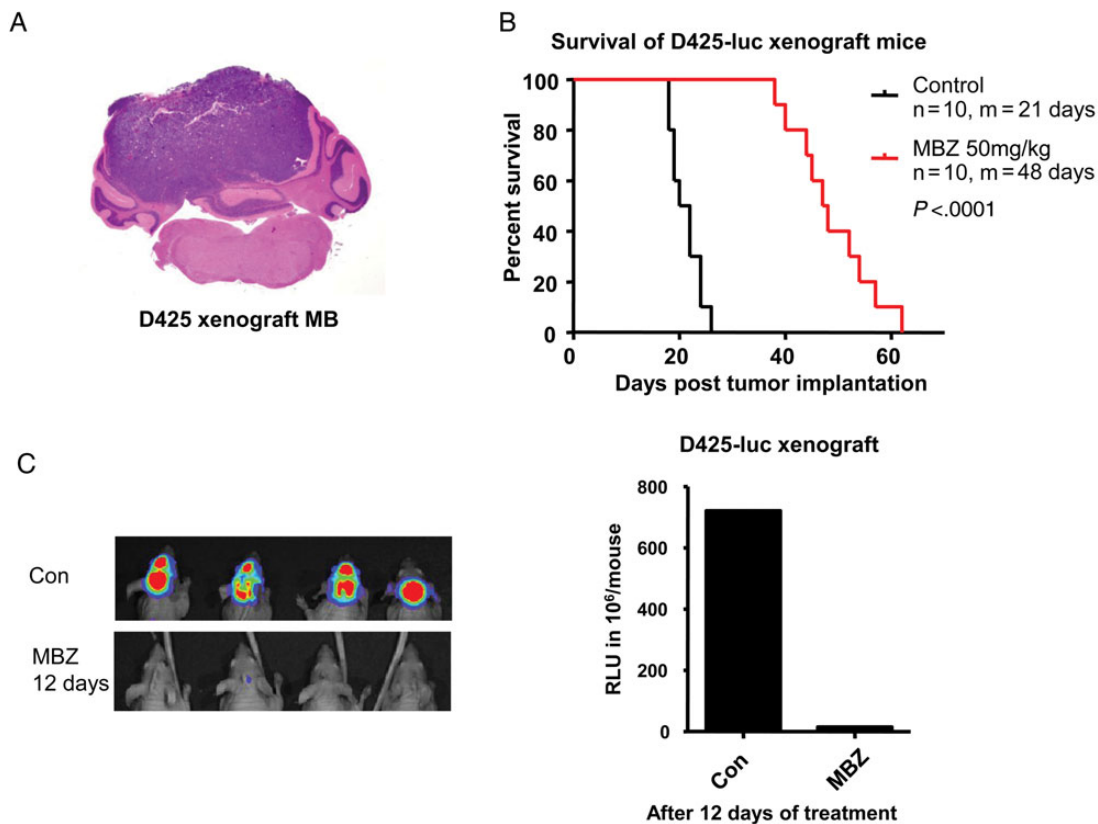 A
D425 xenograft MB
B
Survival of D425-luc xenograft mice
Percent survival
100
80
60
40
20
0
0
20
40
60
Days post tumor implantation
Control
n=10, m=21 days
MBZ 50mg/kg
n=10, m=48 days
P<.0001
C
Con
MBZ
12 days
D425-luc xenograft
RLU in 10⁶/mouse
800
600
400
200
0
Con
MBZ
After 12 days of treatment